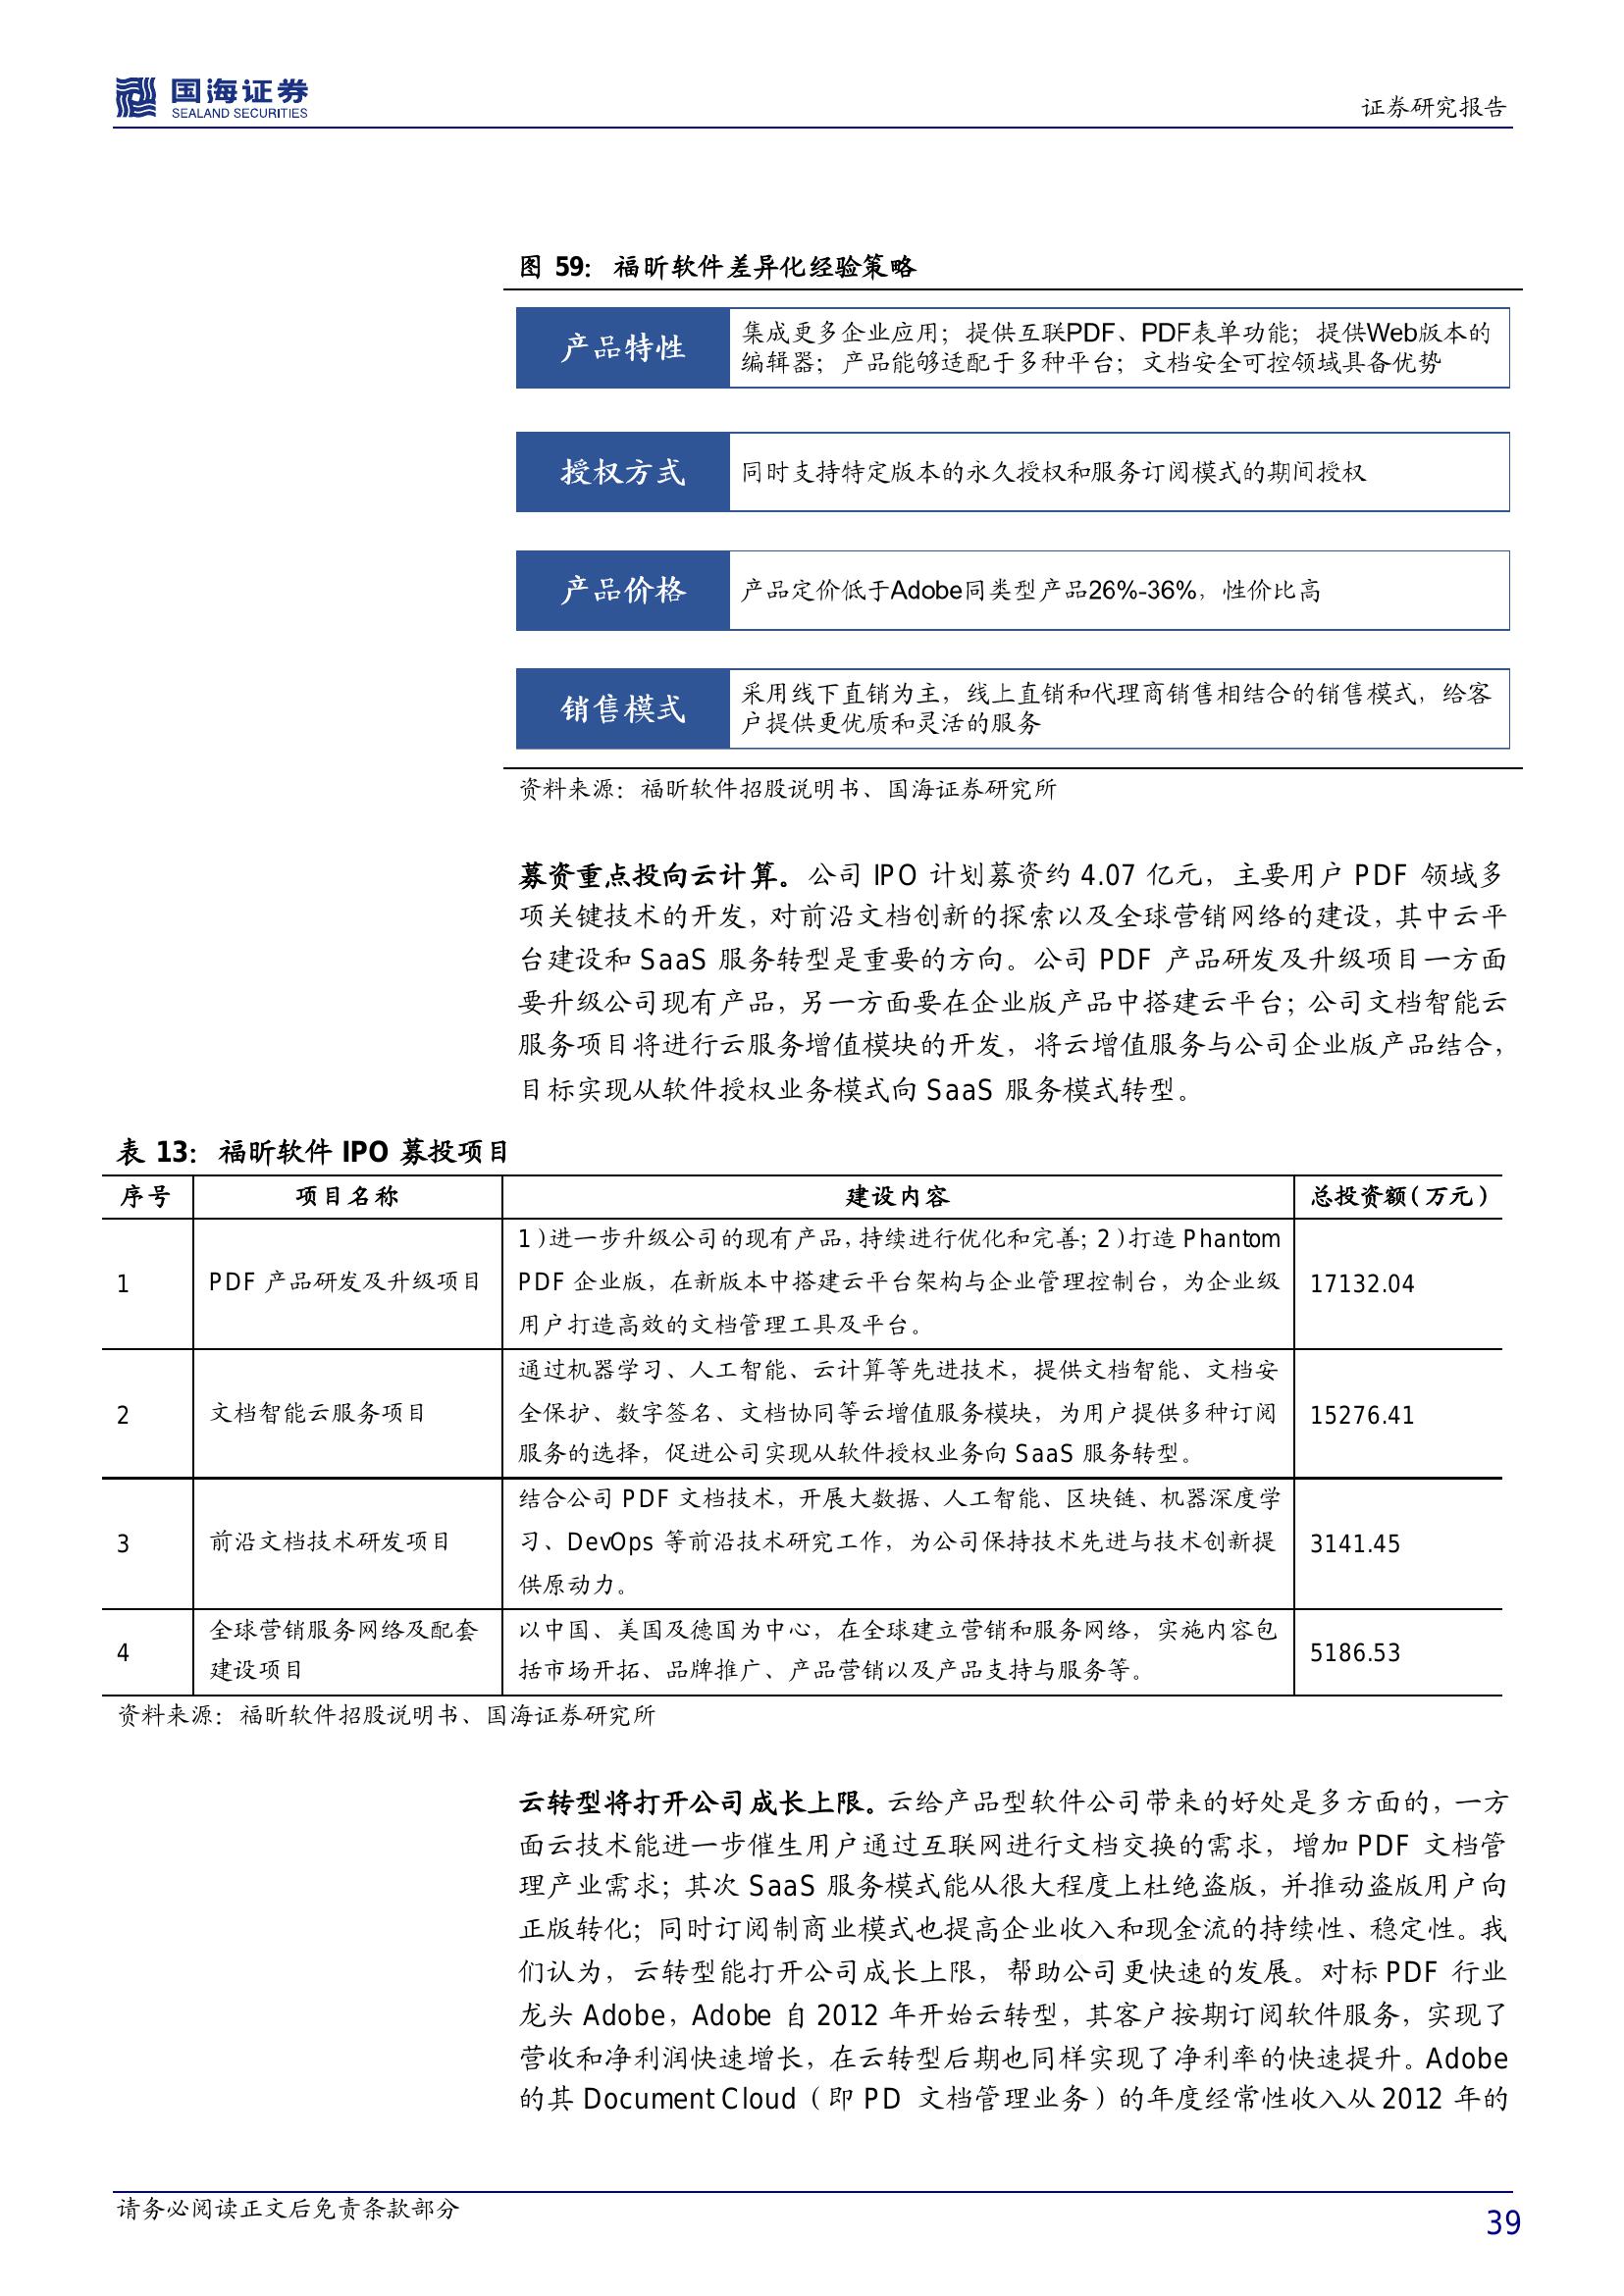 国海证券
SEALAND SECURITIES
证券研究报告
图 59：福昕软件差异化经验策略
产品特性
集成更多企业应用；提供互联PDF、PDF表单功能；提供Web版本的
编辑器；产品能够适配于多种平台；文档安全可控领域具备优势
授权方式
同时支持特定版本的永久授权和服务订阅模式的期间授权
产品价格
产品定价低于Adobe同类型产品26%-36%，性价比高
销售模式
采用线下直销为主，线上直销和代理商销售相结合的销售模式，给客
户提供更优质和灵活的服务
资料来源：福昕软件招股说明书、国海证券研究所
募资重点投向云计算。公司 IPO 计划募资约 4.07 亿元，主要用户 PDF 领域多
项关键技术的开发，对前沿文档创新的探索以及全球营销网络的建设，其中云平
台建设和 SaaS 服务转型是重要的方向。公司 PDF 产品研发及升级项目一方面
要升级公司现有产品，另一方面要在企业版产品中搭建云平台；公司文档智能云
服务项目将进行云服务增值模块的开发，将云增值服务与公司企业版产品结合，
目标实现从软件授权业务模式向 SaaS 服务模式转型。
表 13：福昕软件 IPO 募投项目
序号 项目名称 建设内容 总投资额（万元）
1）进一步升级公司的现有产品，持续进行优化和完善；2）打造 Phantom
1 PDF 产品研发及升级项目 PDF 企业版，在新版本中搭建云平台架构与企业管理控制台，为企业级 17132.04
用户打造高效的文档管理工具及平台。
通过机器学习、人工智能、云计算等先进技术，提供文档智能、文档安
2 文档智能云服务项目 全保护、数字签名、文档协同等云增值服务模块，为用户提供多种订阅 15276.41
服务的选择，促进公司实现从软件授权业务向 SaaS 服务转型。
结合公司 PDF 文档技术，开展大数据、人工智能、区块链、机器深度学
3 前沿文档技术研发项目 习、DevOps 等前沿技术研究工作，为公司保持技术先进与技术创新提 3141.45
供原动力。
4 全球营销服务网络及配套 以中国、美国及德国为中心，在全球建立营销和服务网络，实施内容包 5186.53
建设项目 括市场开拓、品牌推广、产品营销以及产品支持与服务等。
资料来源：福昕软件招股说明书、国海证券研究所
云转型将打开公司成长上限。云给产品型软件公司带来的好处是多方面的，一方
面云技术能进一步催生用户通过互联网进行文档交换的需求，增加 PDF 文档管
理产业需求；其次 SaaS 服务模式能从很大程度上杜绝盗版，并推动盗版用户向
正版转化；同时订阅制商业模式也提高企业收入和现金流的持续性、稳定性。我
们认为，云转型能打开公司成长上限，帮助公司更快速的发展。对标 PDF 行业
龙头 Adobe，Adobe 自 2012 年开始云转型，其客户按期订阅软件服务，实现了
营收和净利润快速增长，在云转型后期也同样实现了净利率的快速提升。Adobe
的其 Document Cloud（即 PD 文档管理业务）的年度经常性收入从 2012 年的
请务必阅读正文后免责条款部分
39